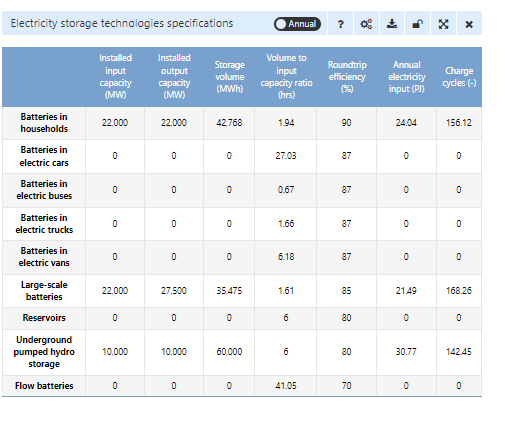 Electricity storage technologies specifications Annual ?
Installed input capacity (MW) Installed output capacity (MW) Storage volume (MWh) Volume to input capacity ratio (hrs) Roundtrip efficiency (%) Annual electricity input (PJ) Charge cycles (-)
Batteries in households 22,000 22,000 42,768 1.94 90 24.04 156.12
Batteries in electric cars 0 0 0 27.03 87 0 0
Batteries in electric buses 0 0 0 0.67 87 0 0
Batteries in electric trucks 0 0 0 1.66 87 0 0
Batteries in electric vans 0 0 0 6.18 87 0 0
Large-scale batteries 22,000 27,500 35,475 1.61 85 21.49 168.26
Reservoirs 0 0 0 6 80 0 0
Underground pumped hydro storage 10,000 10,000 60,000 6 80 30.77 142.45
Flow batteries 0 0 0 41.05 70 0 0